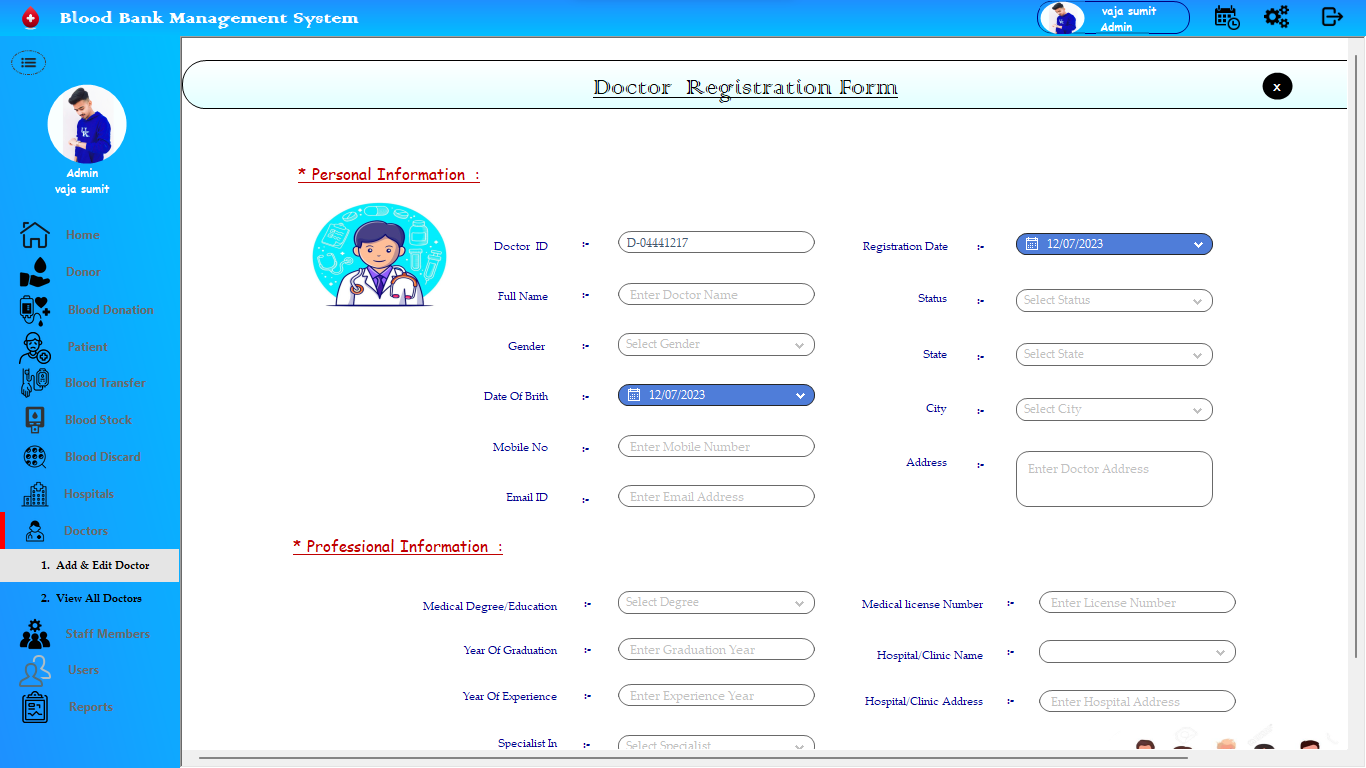 Blood Bank Management System
vaja sumit
Admin
Admin
vaja sumit
Home
Donor
Blood Donation
Patient
Blood Transfer
Blood Stock
Blood Discard
Hospitals
Doctors
1. Add & Edit Doctor
2. View All Doctors
Staff Members
Users
Reports
Doctor Registration Form
x
* Personal Information :
Doctor ID :- D-04441217
Full Name :- Enter Doctor Name
Gender :- Select Gender
Date Of Brith :- 12/07/2023
Mobile No :- Enter Mobile Number
Email ID :- Enter Email Address
Registration Date :- 12/07/2023
Status :- Select Status
State :- Select State
City :- Select City
Address :- Enter Doctor Address
* Professional Information :
Medical Degree/Education :- Select Degree
Year Of Graduation :- Enter Graduation Year
Year Of Experience :- Enter Experience Year
Specialist In :- Select Specialist
Medical license Number :- Enter License Number
Hospital/Clinic Name :-
Hospital/Clinic Address :- Enter Hospital Address